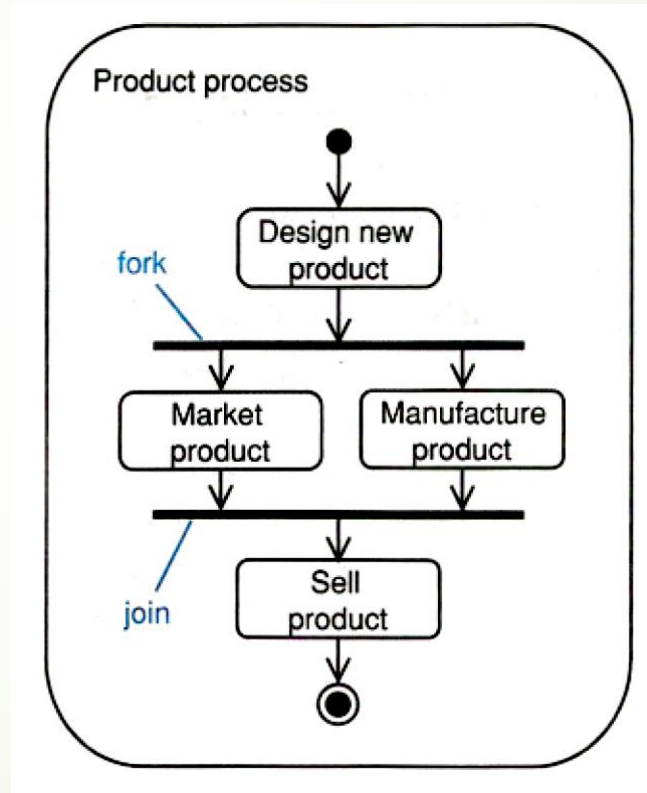 Product process
Design new
product
fork
Market
product
Manufacture
product
join
Sell
product